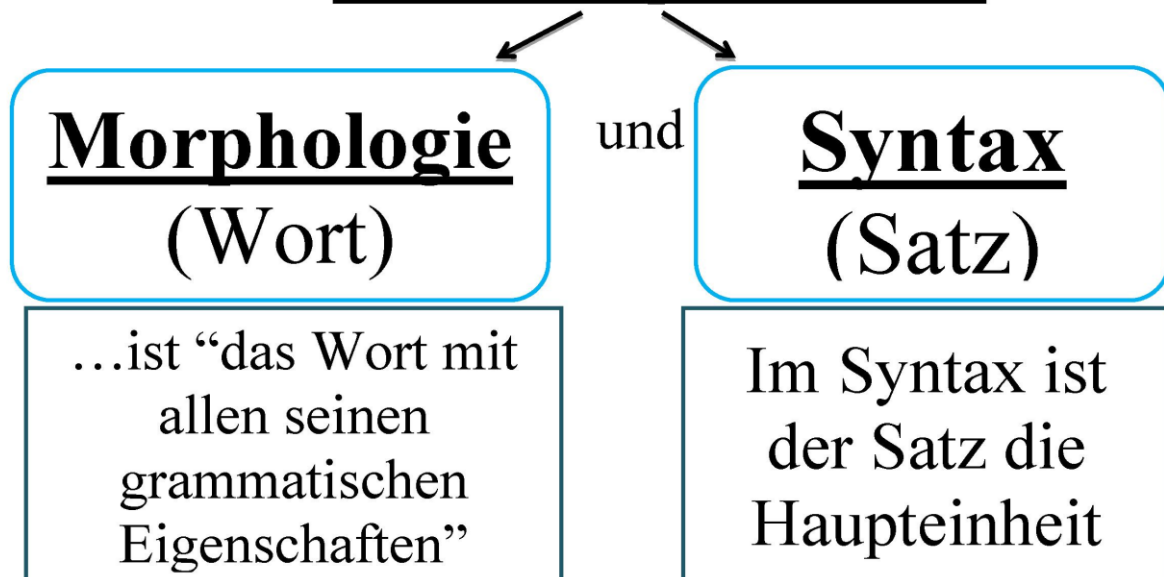 Morphologie
(Wort)
und
Syntax
(Satz)
…ist “das Wort mit
allen seinen
grammatischen
Eigenschaften”
Im Syntax ist
der Satz die
Haupteinheit